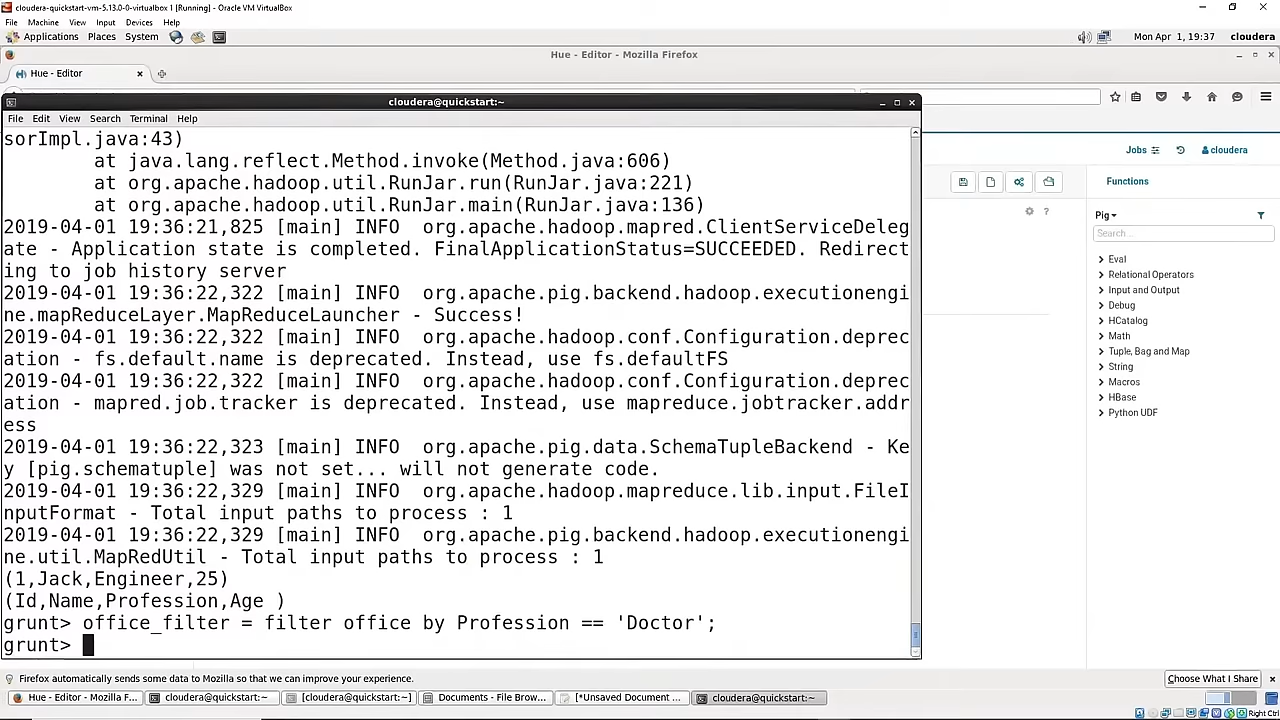 cloudera-quickstart-vm-5.13.0-0-virtualbox 1 [Running] - Oracle VM VirtualBox
File Machine View Input Devices Help
Applications Places System Mon Apr 1, 19:37 cloudera
Hue - Editor - Mozilla Firefox
Hue - Editor
cloudera@quickstart:~
File Edit View Search Terminal Help
sorImpl.java:43)
at java.lang.reflect.Method.invoke(Method.java:606)
at org.apache.hadoop.util.RunJar.run(RunJar.java:221)
at org.apache.hadoop.util.RunJar.main(RunJar.java:136)
2019-04-01 19:36:21,825 [main] INFO  org.apache.hadoop.mapred.ClientServiceDeleg
ate - Application state is completed. FinalApplicationStatus=SUCCEEDED. Redirect
ing to job history server
2019-04-01 19:36:22,322 [main] INFO  org.apache.pig.backend.hadoop.executionengi
ne.mapReduceLayer.MapReduceLauncher - Success!
2019-04-01 19:36:22,322 [main] INFO  org.apache.hadoop.conf.Configuration.deprec
ation - fs.default.name is deprecated. Instead, use fs.defaultFS
2019-04-01 19:36:22,322 [main] INFO  org.apache.hadoop.conf.Configuration.deprec
ation - mapred.job.tracker is deprecated. Instead, use mapreduce.jobtracker.addr
ess
2019-04-01 19:36:22,323 [main] INFO  org.apache.pig.data.SchemaTupleBackend - Ke
y [pig.schematuple] was not set... will not generate code.
2019-04-01 19:36:22,329 [main] INFO  org.apache.hadoop.mapreduce.lib.input.FileI
nputFormat - Total input paths to process : 1
2019-04-01 19:36:22,329 [main] INFO  org.apache.pig.backend.hadoop.executionengi
ne.util.MapRedUtil - Total input paths to process : 1
(1,Jack,Engineer,25)
(Id,Name,Profession,Age )
grunt> office_filter = filter office by Profession == 'Doctor';
grunt>
Jobs cloudera
Functions
?
Pig
Search...
Eval
Relational Operators
Input and Output
Debug
HCatalog
Math
Tuple, Bag and Map
String
Macros
HBase
Python UDF
Firefox automatically sends some data to Mozilla so that we can improve your experience. Choose What I Share
Hue - Editor - Mozilla F... cloudera@quickstart:~ [cloudera@quickstart:~] Documents - File Brow... [*Unsaved Document ... cloudera@quickstart:~
Right Ctrl